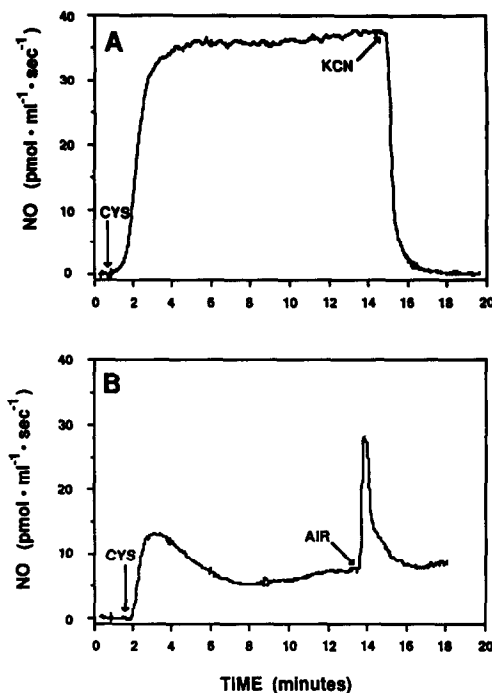 A
NO (pmol · ml⁻¹ · sec⁻¹)
40
30
20
10
0
CYS
KCN
0 2 4 6 8 10 12 14 16 18 20
B
NO (pmol · ml⁻¹ · sec⁻¹)
40
30
20
10
0
CYS
AIR
0 2 4 6 8 10 12 14 16 18 20
TIME (minutes)